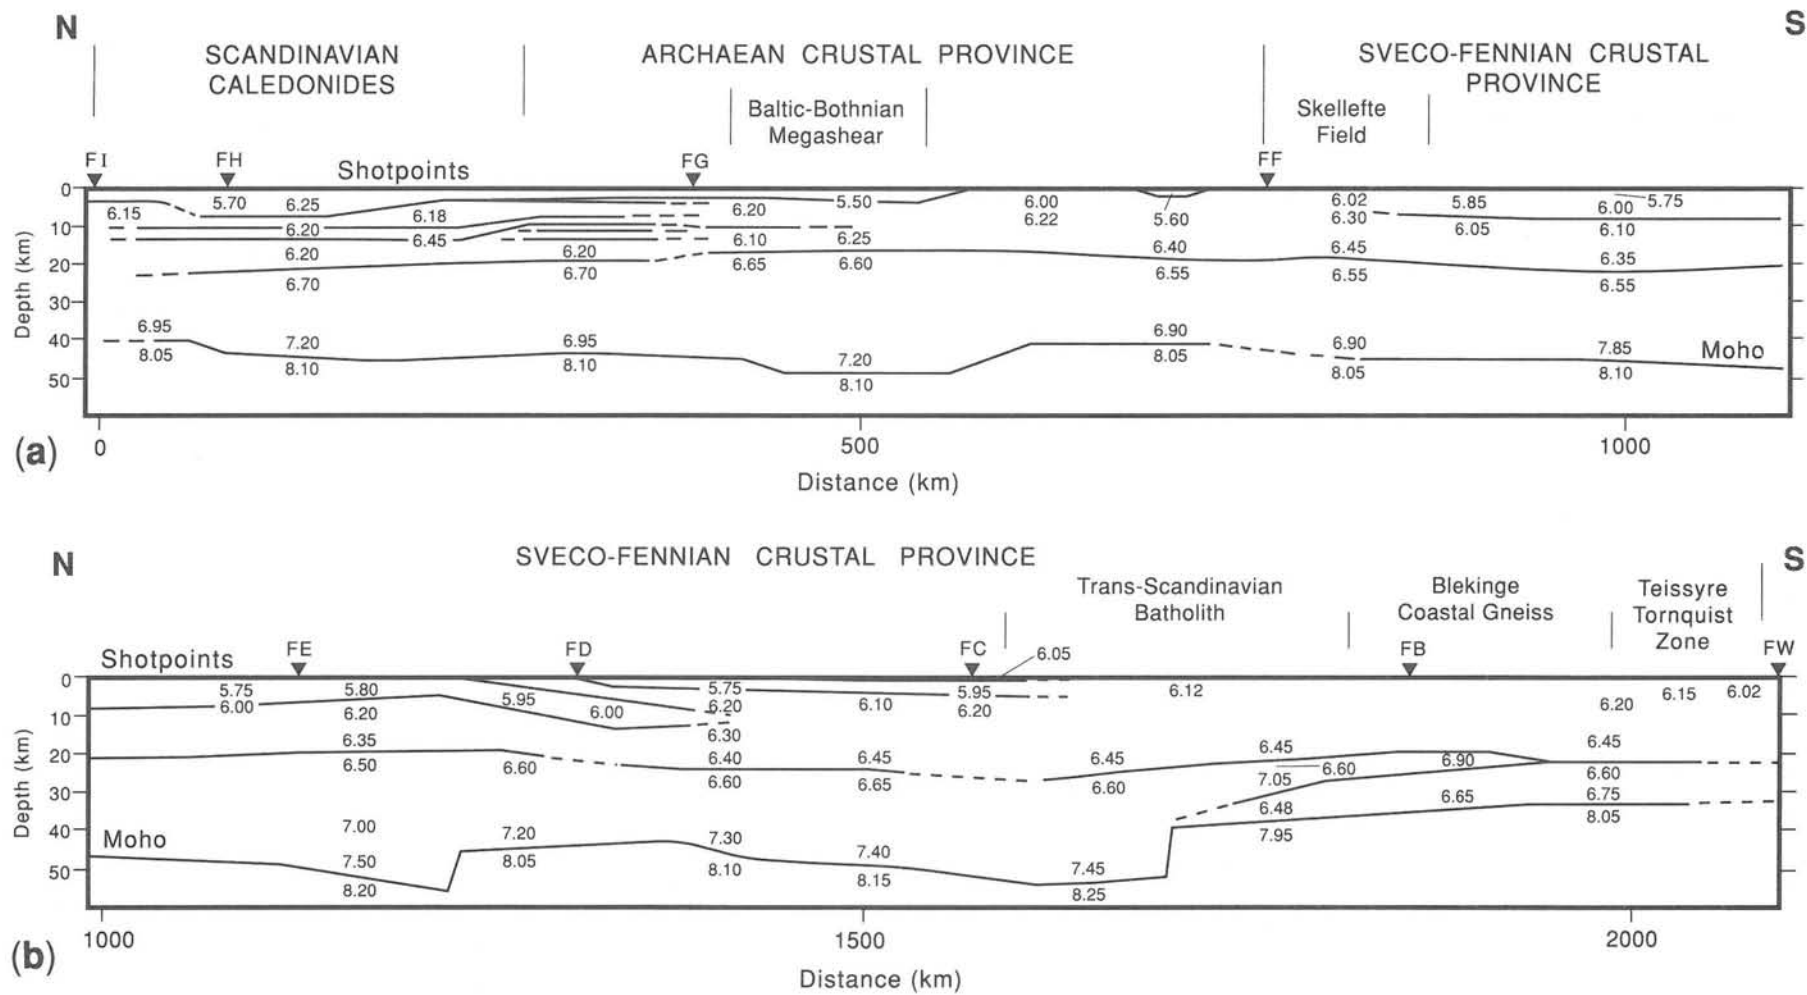 N
S
SCANDINAVIAN
CALEDONIDES
ARCHAEAN CRUSTAL PROVINCE
SVECO-FENNIAN CRUSTAL
PROVINCE
Baltic-Bothnian
Megashear
Skellefte
Field
FI
FH
Shotpoints
FG
FF
Depth (km)
0
10
20
30
40
50
6.15
5.70
6.25
6.18
6.20
6.45
6.20
6.70
6.20
6.70
6.20
5.50
6.10
6.25
6.65
6.60
6.00
6.22
5.60
6.40
6.55
6.02
6.30
6.45
6.55
5.85
6.05
6.00
5.75
6.10
6.35
6.55
6.95
8.05
7.20
8.10
6.95
8.10
7.20
8.10
6.90
8.05
6.90
8.05
7.85
8.10
Moho
(a)
0
500
1000
Distance (km)
N
S
SVECO-FENNIAN CRUSTAL PROVINCE
Trans-Scandinavian
Batholith
Blekinge
Coastal Gneiss
Teissyre
Tornquist
Zone
Shotpoints
FE
FD
FC
6.05
FB
FW
Depth (km)
0
10
20
30
40
50
5.75
6.00
5.80
6.20
5.95
6.00
5.75
6.20
6.30
6.10
5.95
6.20
6.12
6.20
6.15
6.02
6.35
6.50
6.60
6.40
6.60
6.45
6.65
6.45
6.60
6.45
7.05
6.60
6.48
7.95
6.90
6.65
6.45
6.60
6.75
8.05
Moho
7.00
7.50
8.20
7.20
8.05
7.30
8.10
7.40
8.15
7.45
8.25
(b)
1000
1500
2000
Distance (km)